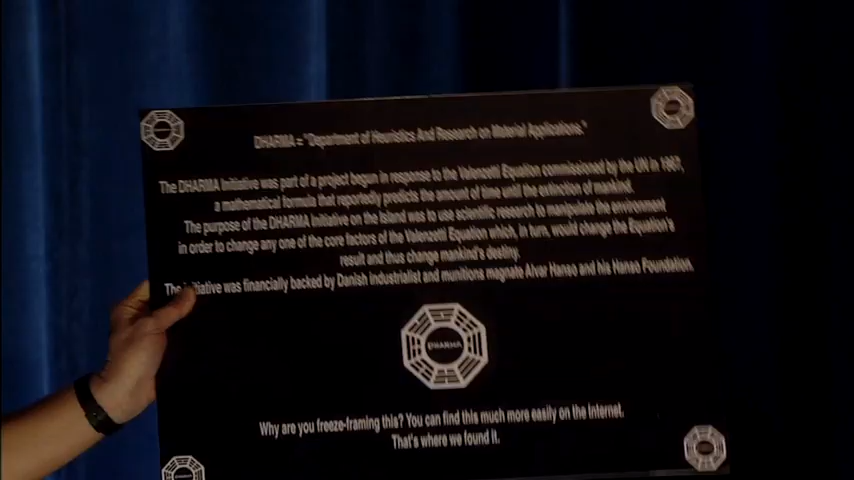 DHARMA = "Department of Heuristics And Research on Material Applications."
The DHARMA Initiative was part of a project begun in response to the Valenzetti Equation commissioned by the UN in
a mathematical formula that reportedly predicts the amount of time until the extinction of mankind.
The purpose of the DHARMA Initiative on the Island was to use scientific research to manipulate the environment
in order to change any one of the core factors of the Valenzetti Equation which, in turn, would change the Equation's
result and thus change mankind's destiny.
The Initiative was financially backed by Danish industrialist and munitions magnate Alvar Hanso and his Hanso Foundation.
DHARMA
Why are you freeze-framing this? You can find this much more easily on the Internet.
That's where we found it.